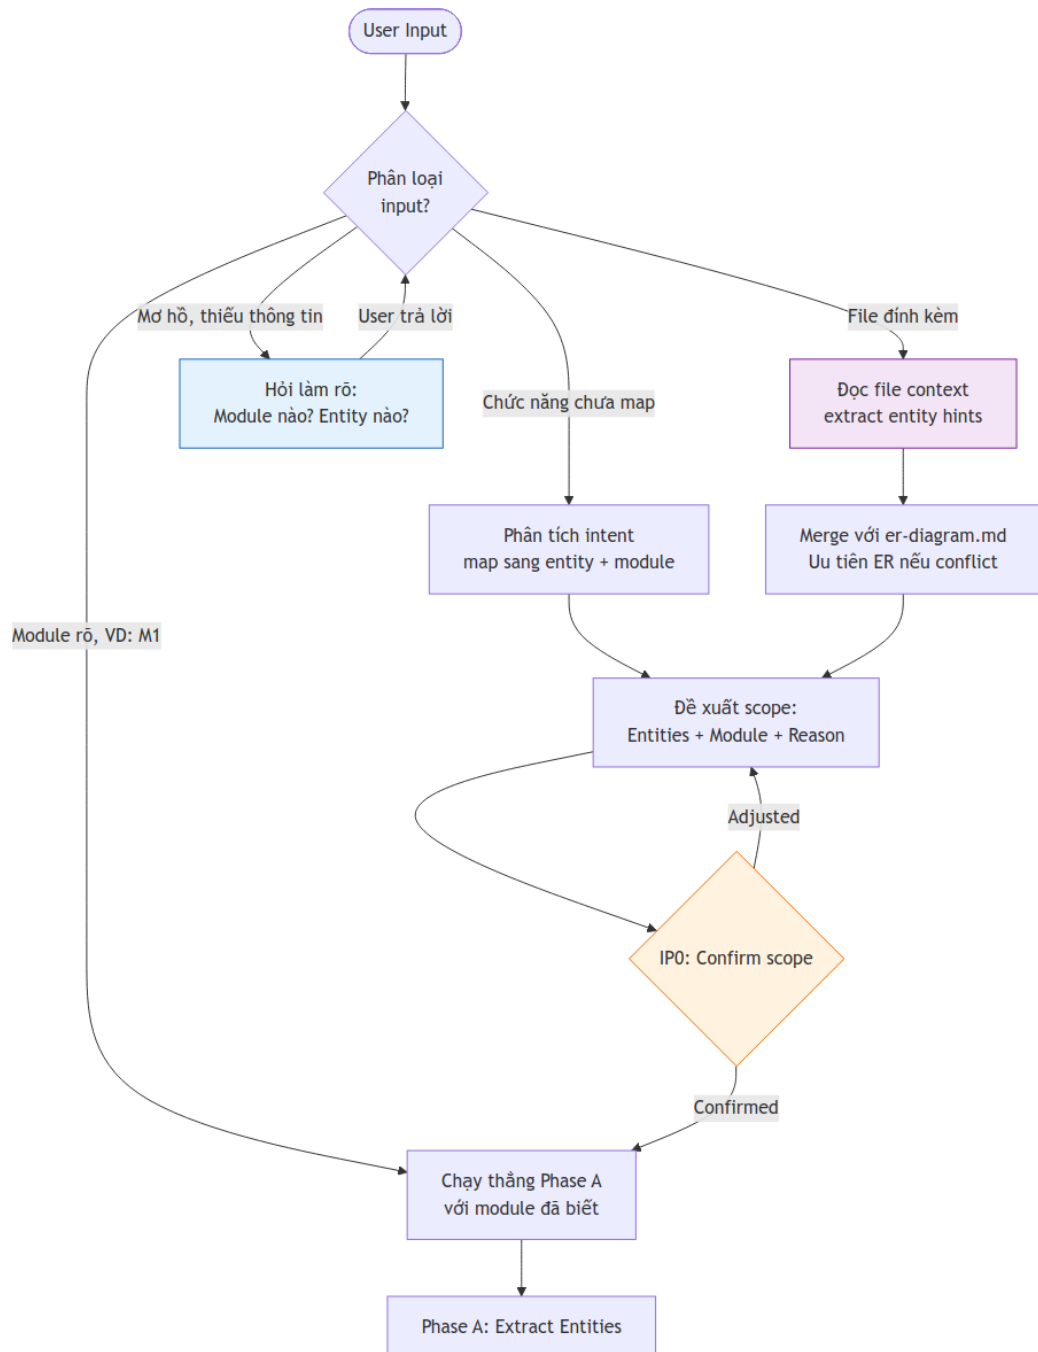 User Input
Phân loại
input?
Mơ hồ, thiếu thông tin
User trả lời
File đính kèm
Hỏi làm rõ:
Module nào? Entity nào?
Chức năng chưa map
Đọc file context
extract entity hints
Phân tích intent
map sang entity + module
Merge với er-diagram.md
Ưu tiên ER nếu conflict
Module rõ, VD: M1
Đề xuất scope:
Entities + Module + Reason
Adjusted
IP0: Confirm scope
Confirmed
Chạy thẳng Phase A
với module đã biết
Phase A: Extract Entities